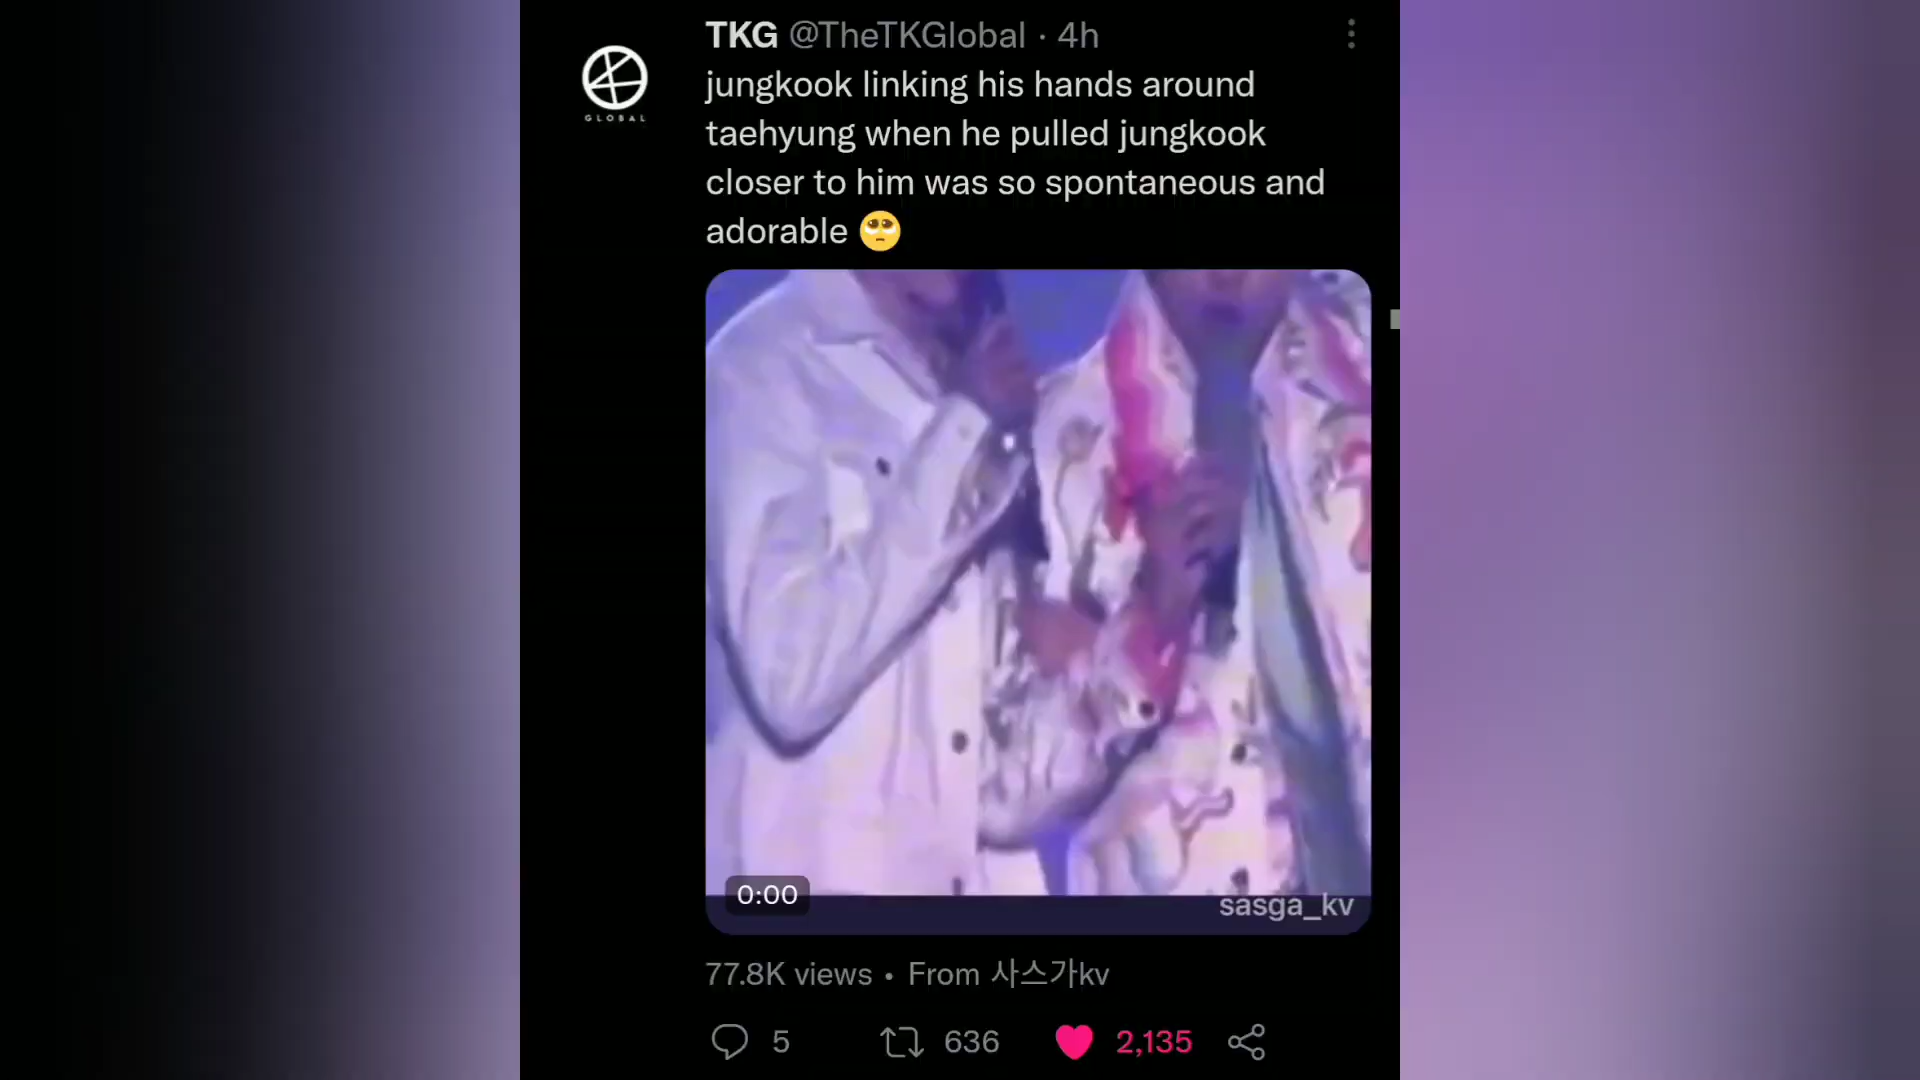 TKG @TheTKGlobal · 4h
GLOBAL
jungkook linking his hands around
taehyung when he pulled jungkook
closer to him was so spontaneous and
adorable 🥺
0:00
sasga_kv
77.8K views • From 사스가kv
5 636 2,135